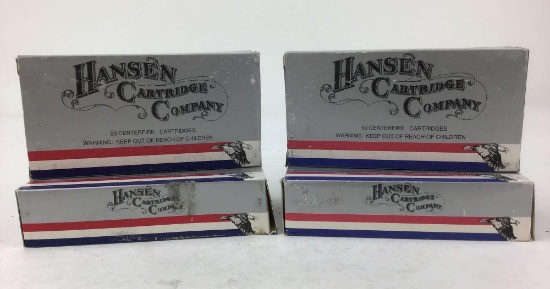 HANSEN
CARTRIDGE
COMPANY
50 CENTERFIRE CARTRIDGES
WARNING: KEEP OUT OF REACH OF CHILDREN
HANSEN
CARTRIDGE
COMPANY
50 CENTERFIRE CARTRIDGES
WARNING: KEEP OUT OF REACH OF CHILDREN
HANSEN
CARTRIDGE
COMPANY
HANSEN
CARTRIDGE
COMPANY